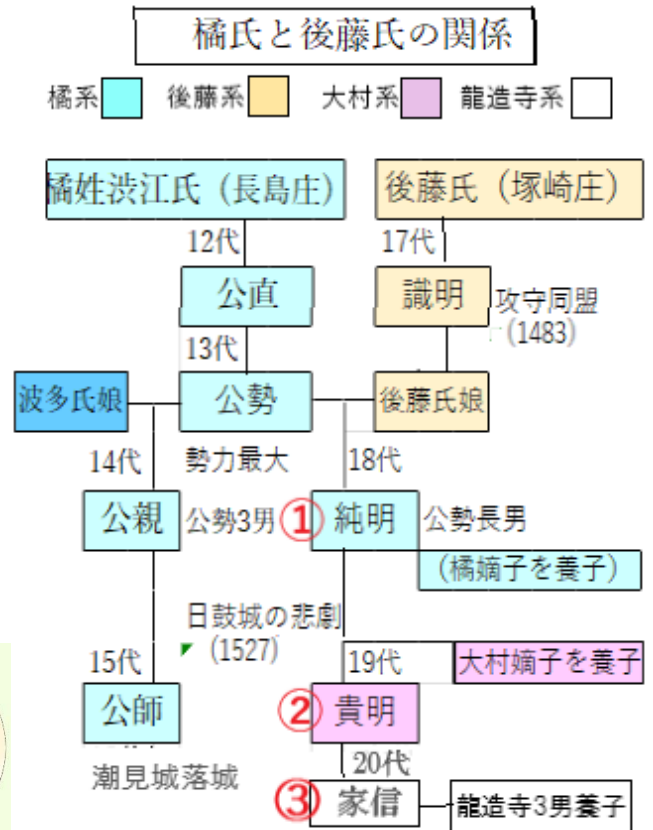 橘氏と後藤氏の関係
橘系 後藤系 大村系 龍造寺系
橘姓渋江氏(長島庄) 後藤氏(塚崎庄)
12代 17代
公直 識明 攻守同盟
(1483)
13代
波多氏娘 公勢 後藤氏娘
14代 勢力最大 18代
公親 公勢3男 ① 純明 公勢長男
(橘嫡子を養子)
日鼓城の悲劇
(1527)
15代 19代 大村嫡子を養子
公師 ② 貴明
潮見城落城 20代
③ 家信 龍造寺3男養子